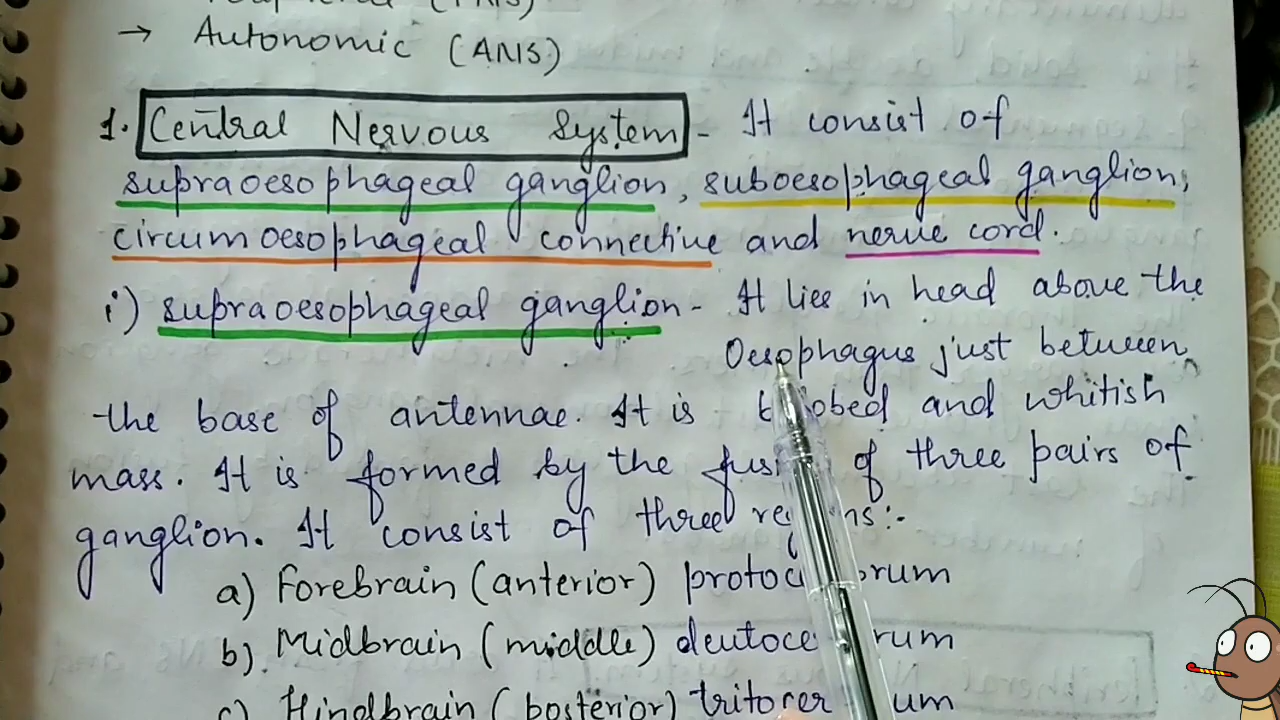 (PNS)
→ Autonomic (ANS)
1. Central Nervous System - It consist of
supraoesophageal ganglion, suboesophageal ganglion,
circumoesophageal connective and nerve cord.
i) supraoesophageal ganglion - It lies in head above the
Oesophagus just between
the base of antennae. It is and whitish
mass. It is formed by the of three pairs of
ganglion. It consist of three :-
a) Forebrain (anterior)
b) Midbrain (middle)
c) Hindbrain (posterior)